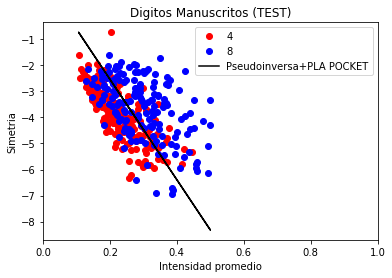 Digitos Manuscritos (TEST)
4
8
Pseudoinversa+PLA POCKET
Simetria
−1
−2
−3
−4
−5
−6
−7
−8
0.0 0.2 0.4 0.6 0.8 1.0
Intensidad promedio